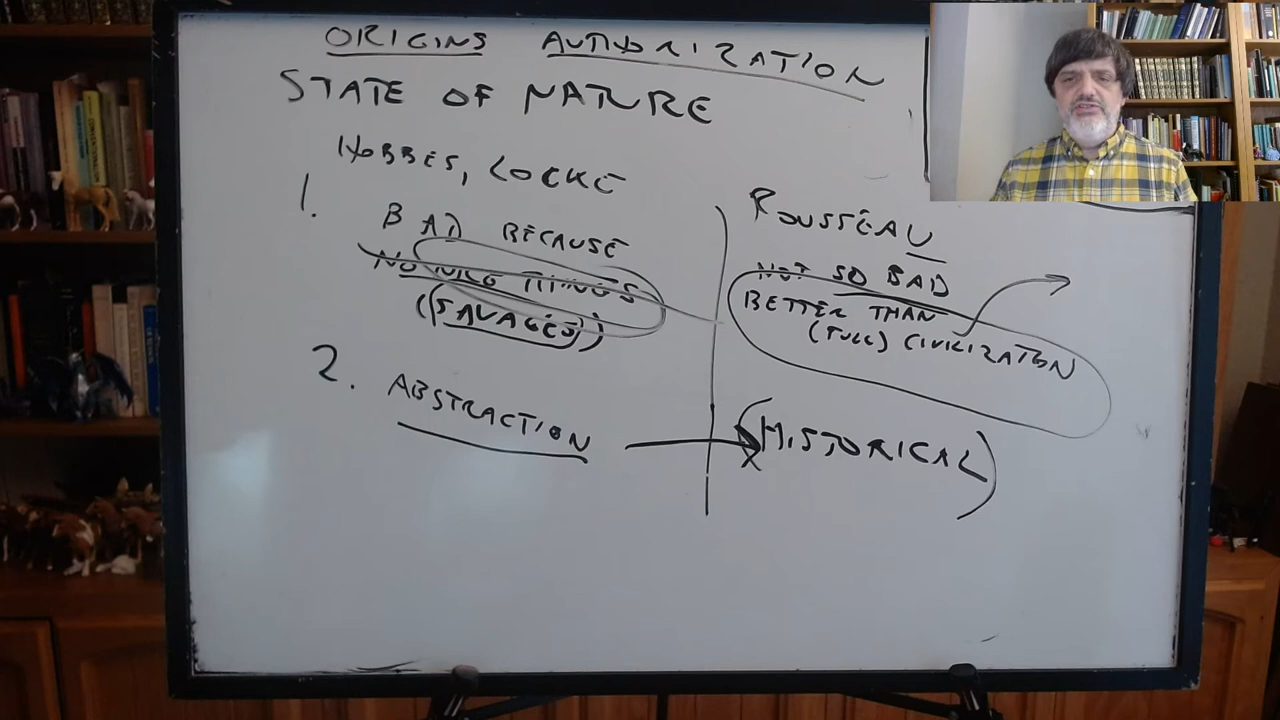 ORIGINS AUTHORIZATION
STATE OF NATURE
HOBBES, LOCKE
1.
BAD BECAUSE
NO NICE THINGS
(SAVAGES)
ROUSSEAU
NOT SO BAD
BETTER THAN
(FULL) CIVILIZATION
2. ABSTRACTION
(HISTORICAL)